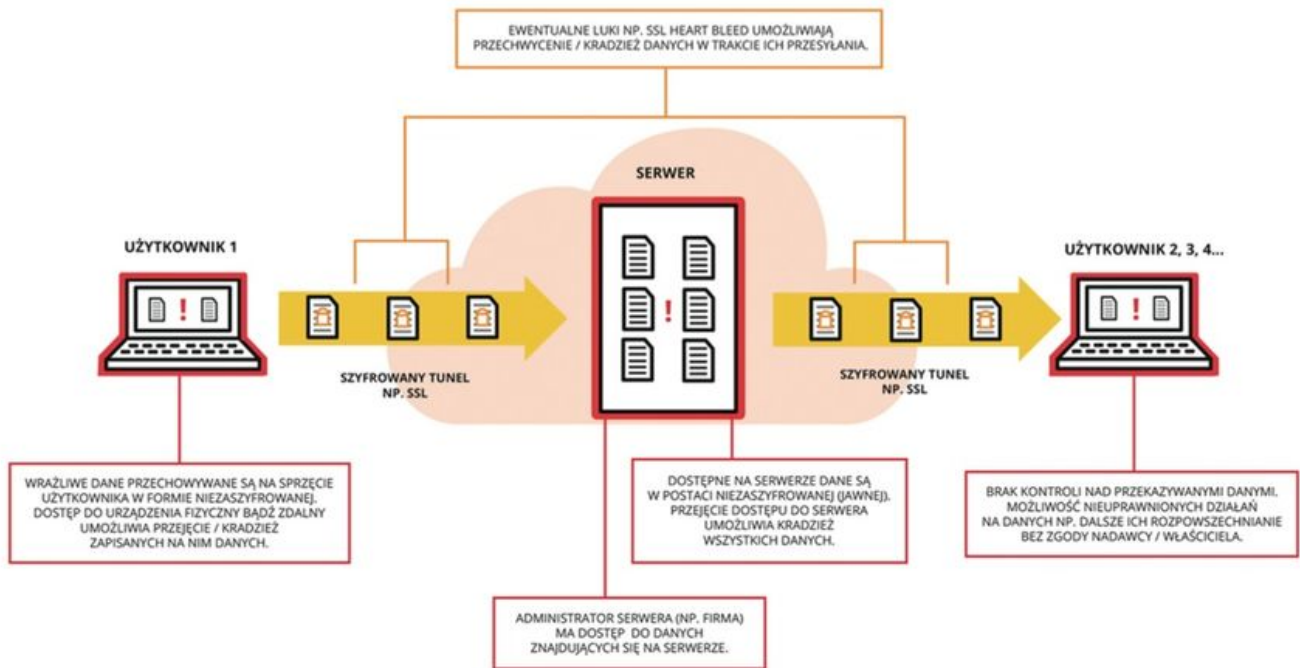 EWENTUALNE LUKI NP. SSL HEART BLEED UMOŻLIWIAJĄ
PRZECHWYCENIE / KRADZIEŻ DANYCH W TRAKCIE ICH PRZESYŁANIA.
SERWER
UŻYTKOWNIK 1
UŻYTKOWNIK 2, 3, 4...
SZYFROWANY TUNEL
NP. SSL
SZYFROWANY TUNEL
NP. SSL
WRAŻLIWE DANE PRZECHOWYWANE SĄ NA SPRZĘCIE
UŻYTKOWNIKA W FORMIE NIEZASZYFROWANEJ.
DOSTĘP DO URZĄDZENIA FIZYCZNY BĄDŹ ZDALNY
UMOŻLIWIA PRZEJĘCIE / KRADZIEŻ
ZAPISANYCH NA NIM DANYCH.
DOSTĘPNE NA SERWERZE DANE SĄ
W POSTACI NIEZASZYFROWANEJ (JAWNEJ).
PRZEJĘCIE DOSTĘPU DO SERWERA
UMOŻLIWIA KRADZIEŻ
WSZYSTKICH DANYCH.
BRAK KONTROLI NAD PRZEKAZYWANYMI DANYMI.
MOŻLIWOŚĆ NIEUPRAWNIONYCH DZIAŁAŃ
NA DANYCH NP. DALSZE ICH ROZPOWSZECHNIANIE
BEZ ZGODY NADAWCY / WŁAŚCICIELA.
ADMINISTRATOR SERWERA (NP. FIRMA)
MA DOSTĘP DO DANYCH
ZNAJDUJĄCYCH SIĘ NA SERWERZE.